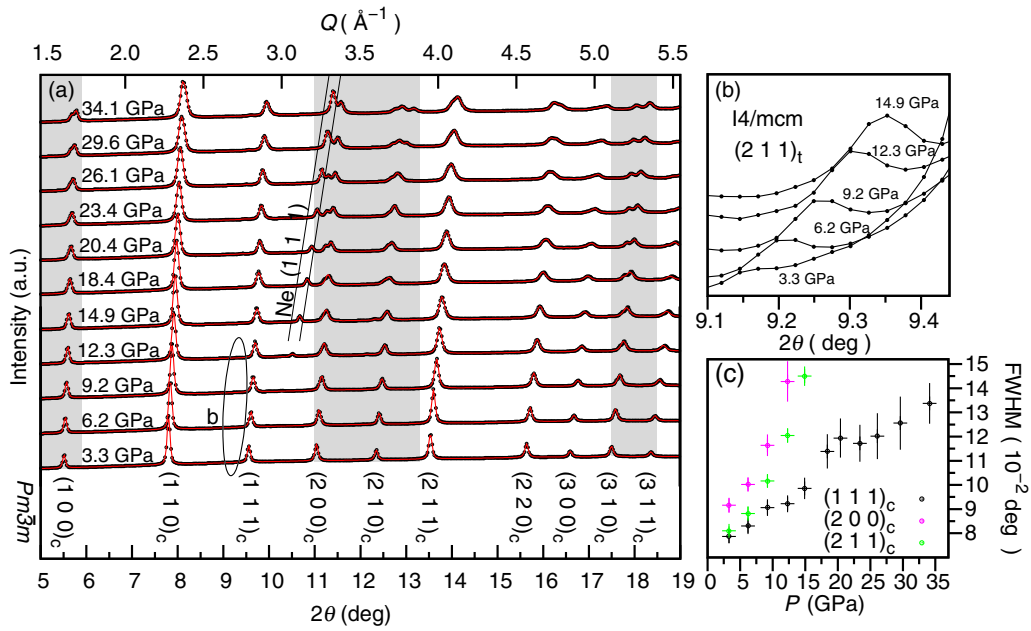 Q ( Å−1 )
1.6 2.0 2.4 2.8 3.2 3.6 4.0 4.6 5.1 5.5
(a)
34.1 GPa
29.6 GPa
26.1 GPa
23.4 GPa
20.4 GPa
18.4 GPa
14.9 GPa
12.3 GPa
9.2 GPa
6.2 GPa
3.3 GPa
Intensity (a.u.)
Ne (1 1 1)
b
Pm3̄m
(1 0 0)c
(1 1 0)c
(1 1 1)c
(2 0 0)c
(2 1 0)c
(2 1 1)c
(2 2 0)c
(3 0 0)c
(3 1 0)c
(3 1 1)c
5 6 7 8 9 10 11 12 13 14 15 16 17 18 19
2θ (deg)
(b)
I4/mcm
(2 1 1)t
14.9 GPa
12.3 GPa
9.2 GPa
6.2 GPa
3.3 GPa
9.1 9.2 9.3 9.4
2θ ( deg )
(c)
15
14
13
12
11
10
9
8
FWHM ( 10−2 deg)
(1 1 1)c
(2 0 0)c
(2 1 1)c
0 5 10 15 20 25 30 35
P (GPa)